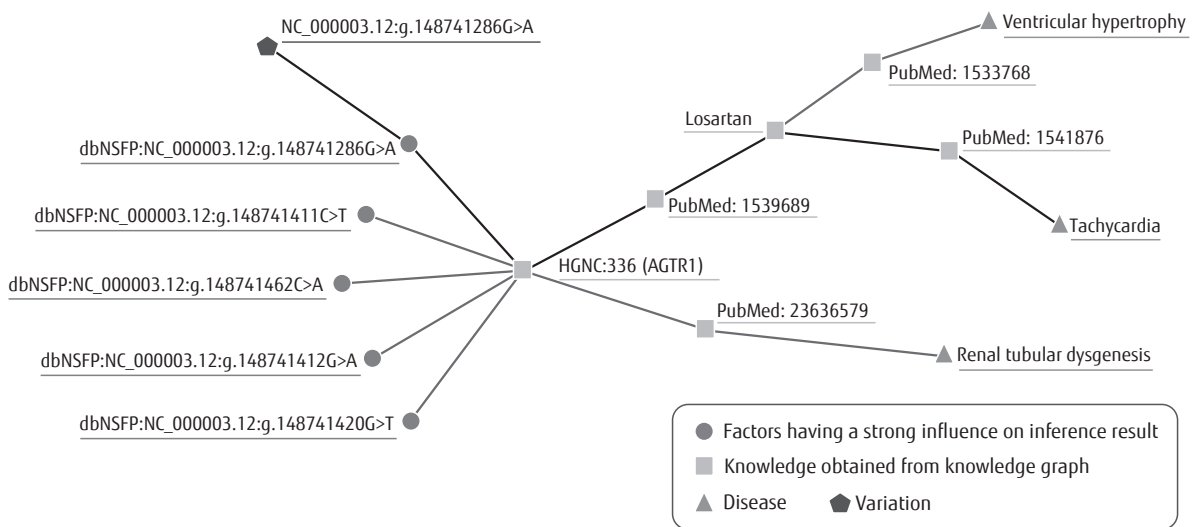 NC_000003.12:g.148741286G>A
Ventricular hypertrophy
PubMed: 1533768
Losartan
PubMed: 1541876
dbNSFP:NC_000003.12:g.148741286G>A
PubMed: 1539689
dbNSFP:NC_000003.12:g.148741411C>T
Tachycardia
HGNC:336 (AGTR1)
dbNSFP:NC_000003.12:g.148741462C>A
PubMed: 23636579
dbNSFP:NC_000003.12:g.148741412G>A
Renal tubular dysgenesis
dbNSFP:NC_000003.12:g.148741420G>T
Factors having a strong influence on inference result
Knowledge obtained from knowledge graph
Disease Variation